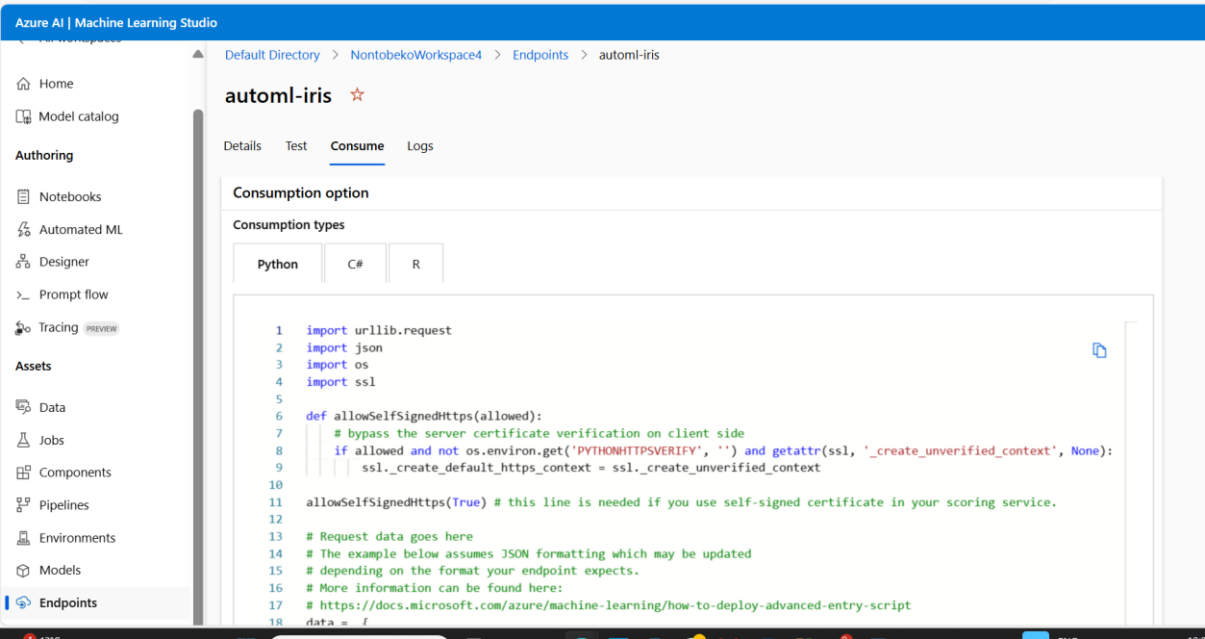 Azure AI | Machine Learning Studio
Home
Model catalog
Authoring
Notebooks
Automated ML
Designer
Prompt flow
Tracing PREVIEW
Assets
Data
Jobs
Components
Pipelines
Environments
Models
Endpoints
Default Directory > NontobekoWorkspace4 > Endpoints > automl-iris
automl-iris
Details Test Consume Logs
Consumption option
Consumption types
Python C# R
1 import urllib.request
2 import json
3 import os
4 import ssl
5
6 def allowSelfSignedHttps(allowed):
7 # bypass the server certificate verification on client side
8 if allowed and not os.environ.get('PYTHONHTTPSVERIFY', '') and getattr(ssl, '_create_unverified_context', None):
9 ssl._create_default_https_context = ssl._create_unverified_context
10
11 allowSelfSignedHttps(True) # this line is needed if you use self-signed certificate in your scoring service.
12
13 # Request data goes here
14 # The example below assumes JSON formatting which may be updated
15 # depending on the format your endpoint expects.
16 # More information can be found here:
17 # https://docs.microsoft.com/azure/machine-learning/how-to-deploy-advanced-entry-script
18 data = {